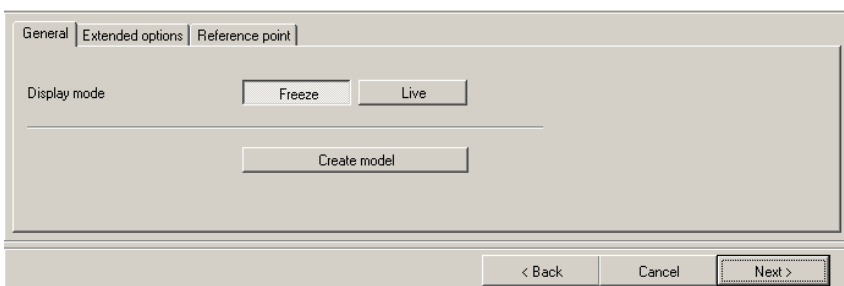 General Extended options Reference point
Display mode Freeze Live
Create model
< Back Cancel Next >